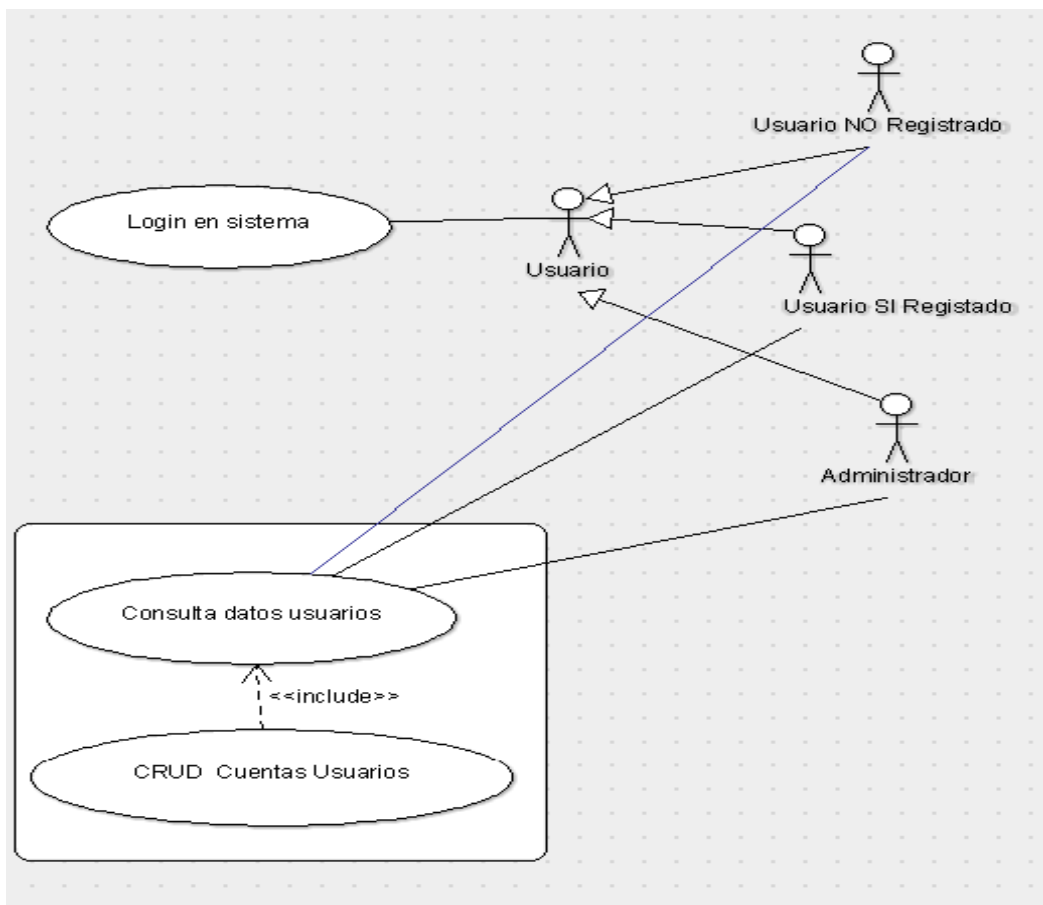 Usuario NO Registrado
Login en sistema
Usuario
Usuario SI Registado
Administrador
Consulta datos usuarios
<<include>>
CRUD Cuentas Usuarios